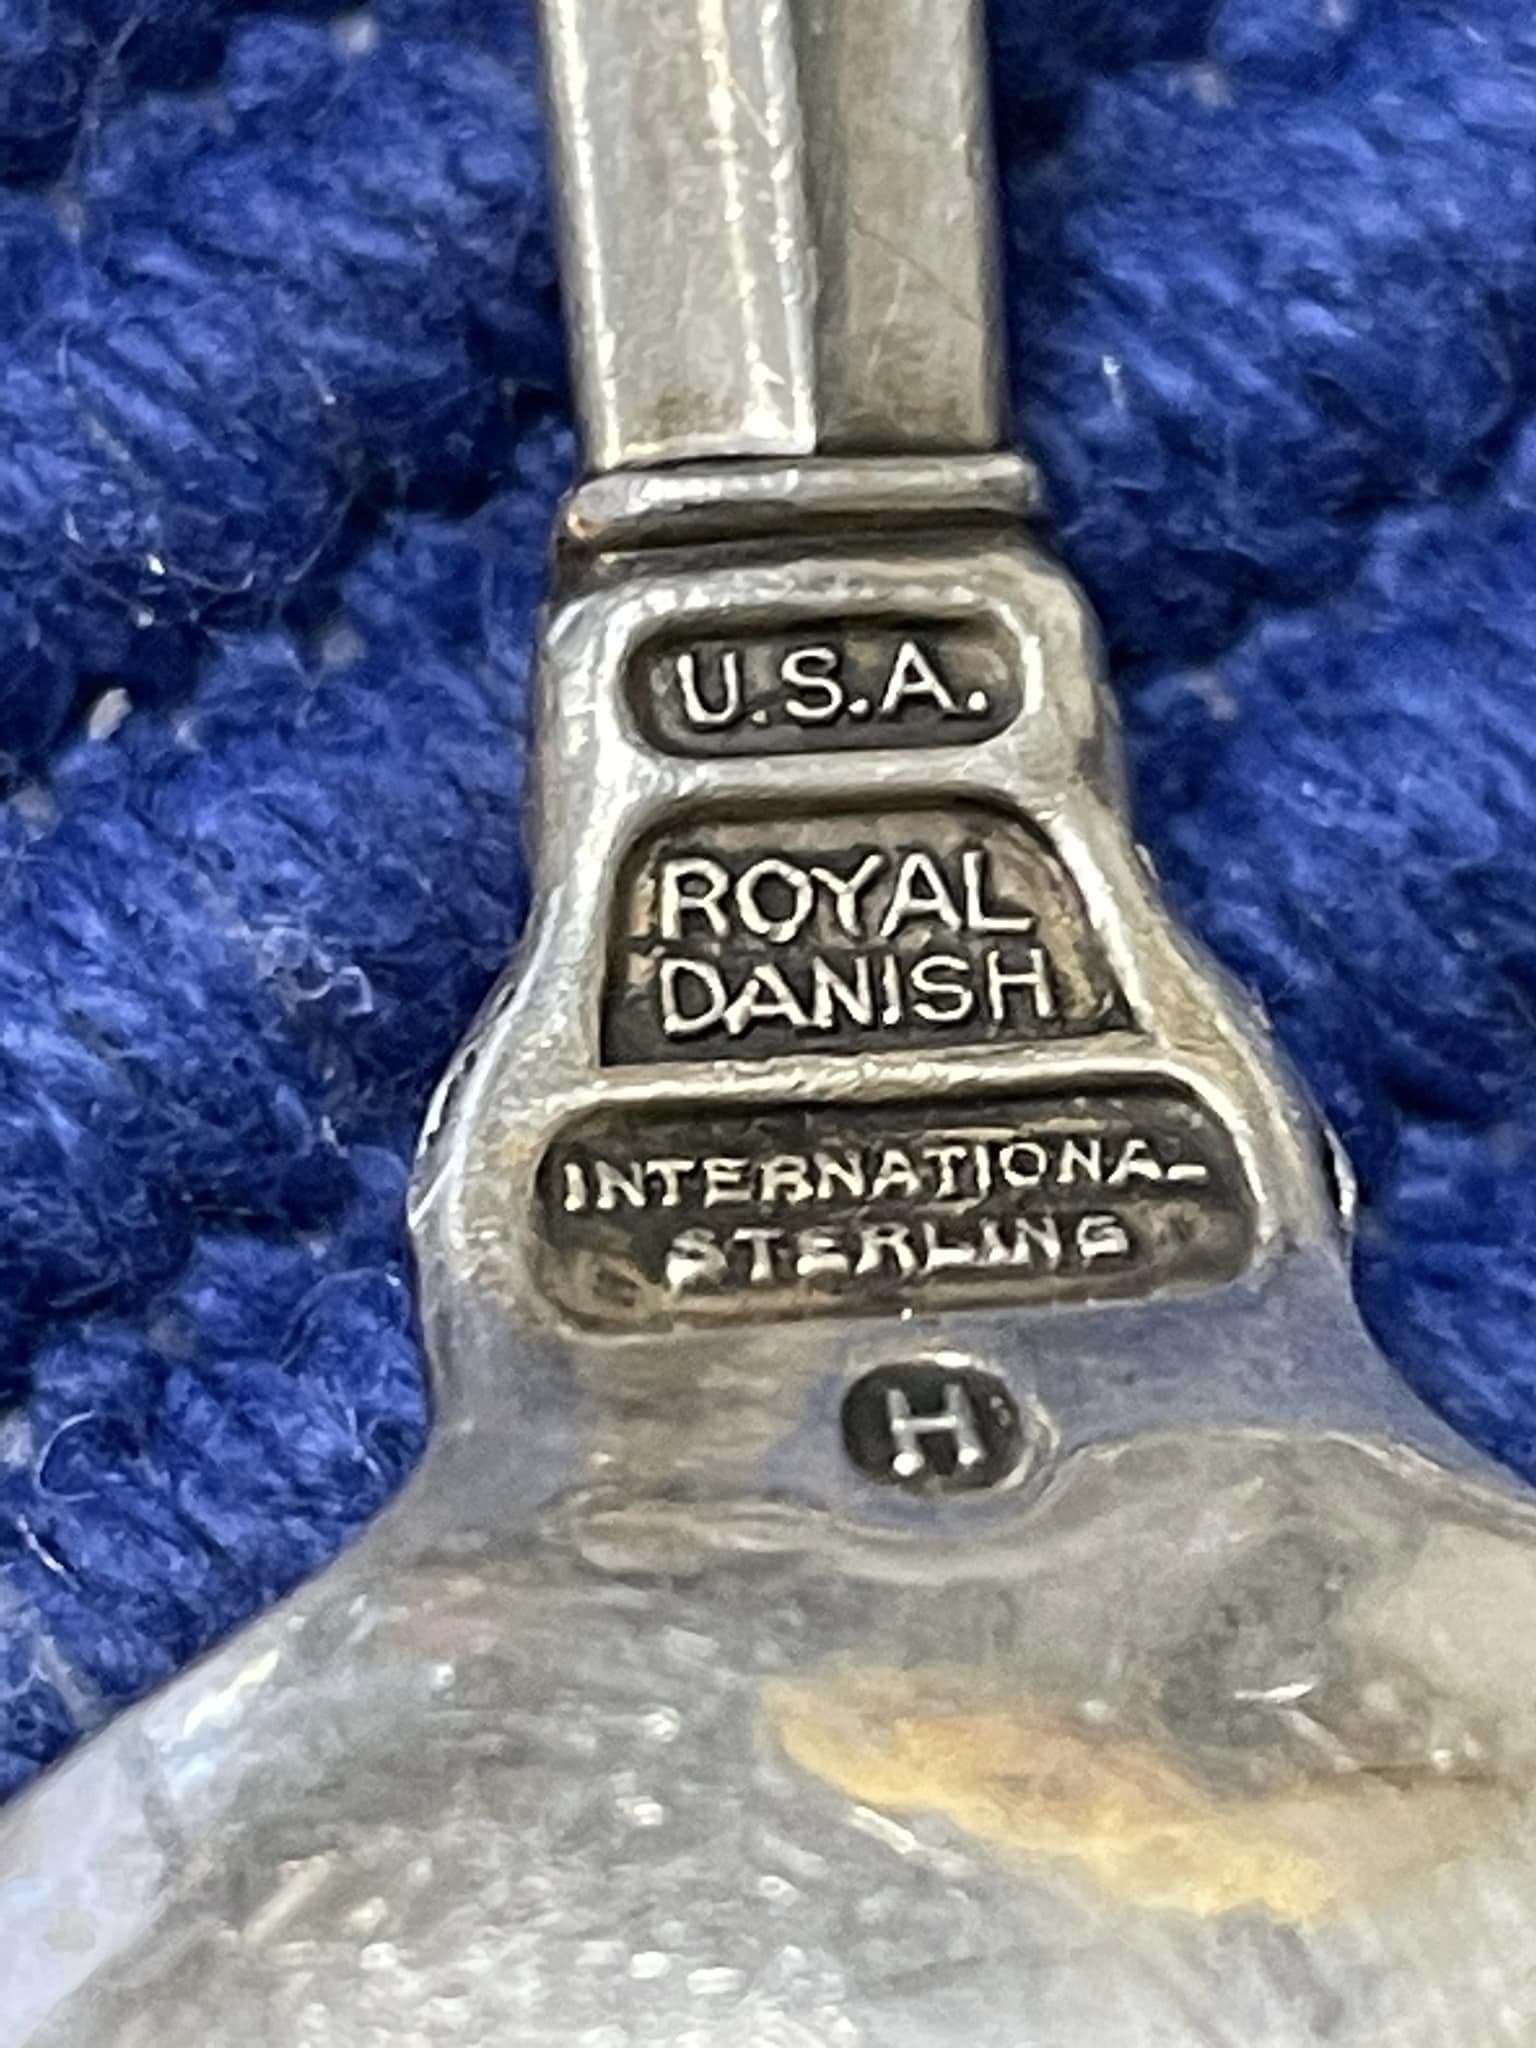 U.S.A.
ROYAL
DANISH
INTERNATIONAL
STERLING
H